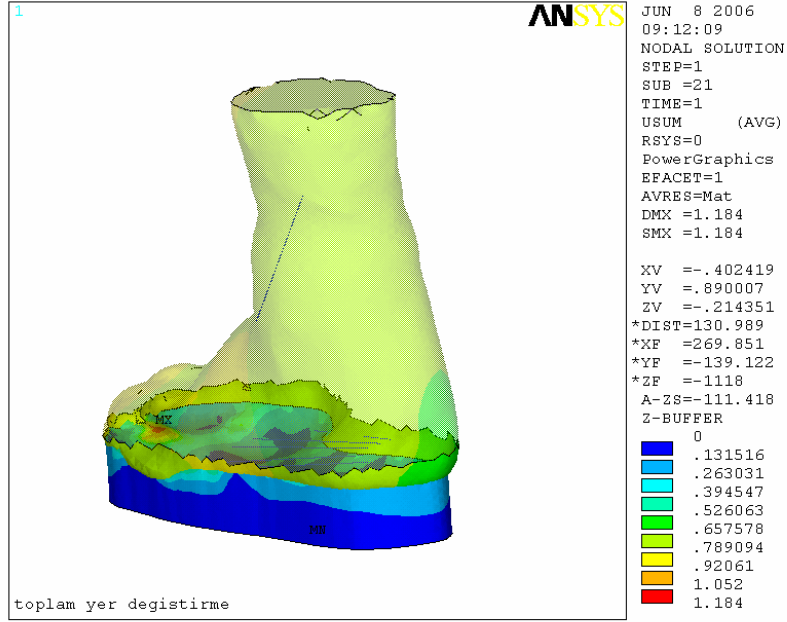 1
ANSYS
JUN 8 2006
09:12:09
NODAL SOLUTION
STEP=1
SUB =21
TIME=1
USUM (AVG)
RSYS=0
PowerGraphics
EFACET=1
AVRES=Mat
DMX =1.184
SMX =1.184
XV =-.402419
YV =.890007
ZV =-.214351
*DIST=130.989
*XF =269.851
*YF =-139.122
*ZF =-1118
A-ZS=-111.418
Z-BUFFER
0
.131516
.263031
.394547
.526063
.657578
.789094
.92061
1.052
1.184
MX
MN
toplam yer degistirme